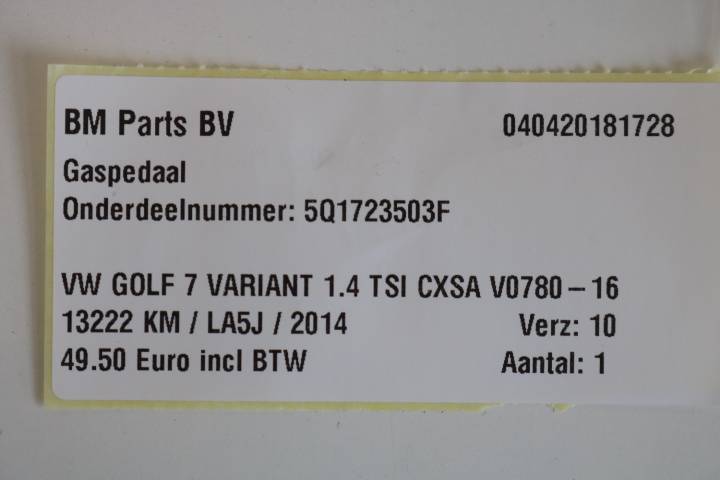 BM Parts BV 040420181728
Gaspedaal
Onderdeelnummer: 5Q1723503F
VW GOLF 7 VARIANT 1.4 TSI CXSA V0780 – 16
13222 KM / LA5J / 2014 Verz: 10
49.50 Euro incl BTW Aantal: 1